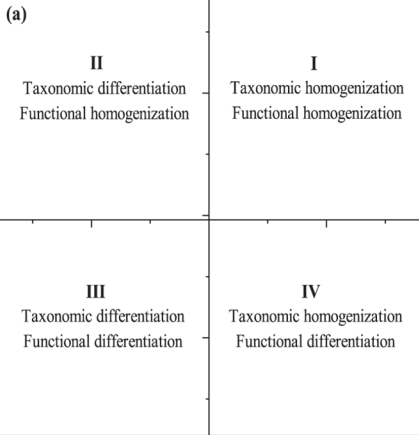 (a)
II
Taxonomic differentiation
Functional homogenization
I
Taxonomic homogenization
Functional homogenization
III
Taxonomic differentiation
Functional differentiation
IV
Taxonomic homogenization
Functional differentiation